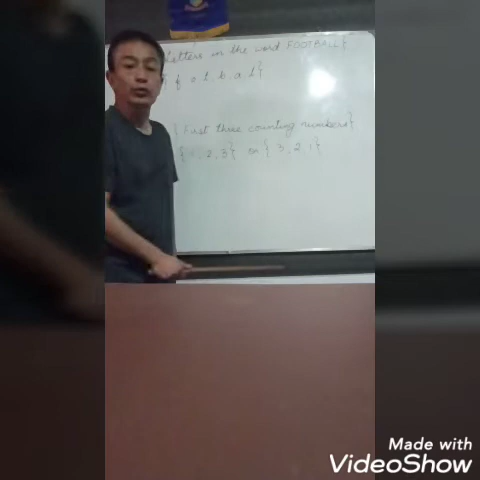 Letters in the word FOOTBALL}
f, o, t, b, a, l}
{ First three counting numbers}
{ 1, 2, 3} or { 3, 2, 1}
Made with
VideoShow